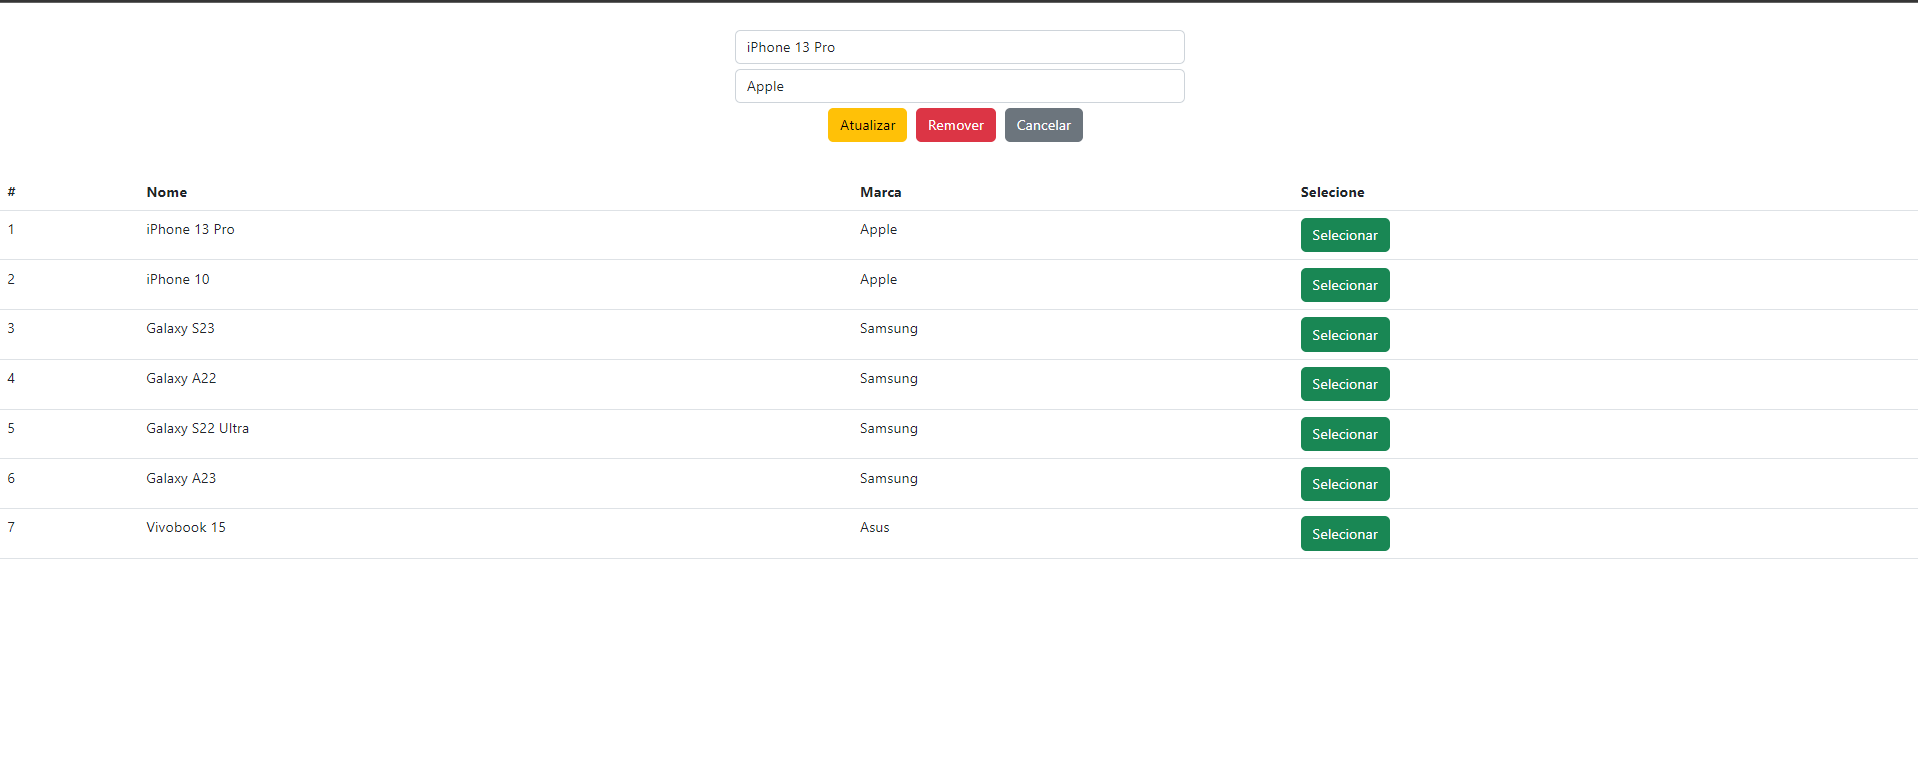 iPhone 13 Pro
Apple
Atualizar Remover Cancelar
# Nome Marca Selecione
1 iPhone 13 Pro Apple Selecionar
2 iPhone 10 Apple Selecionar
3 Galaxy S23 Samsung Selecionar
4 Galaxy A22 Samsung Selecionar
5 Galaxy S22 Ultra Samsung Selecionar
6 Galaxy A23 Samsung Selecionar
7 Vivobook 15 Asus Selecionar